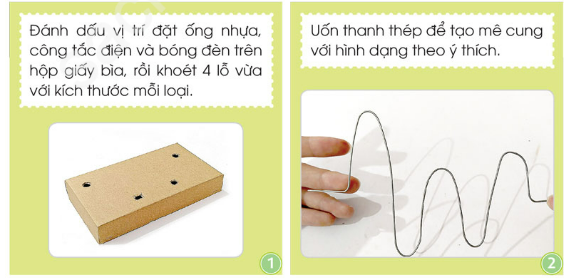 Đánh dấu vị trí đặt ống nhựa,
công tắc điện và bóng đèn trên
hộp giấy bìa, rồi khoét 4 lỗ vừa
với kích thước mỗi loại.
1
Uốn thanh thép để tạo mê cung
với hình dạng theo ý thích.
2